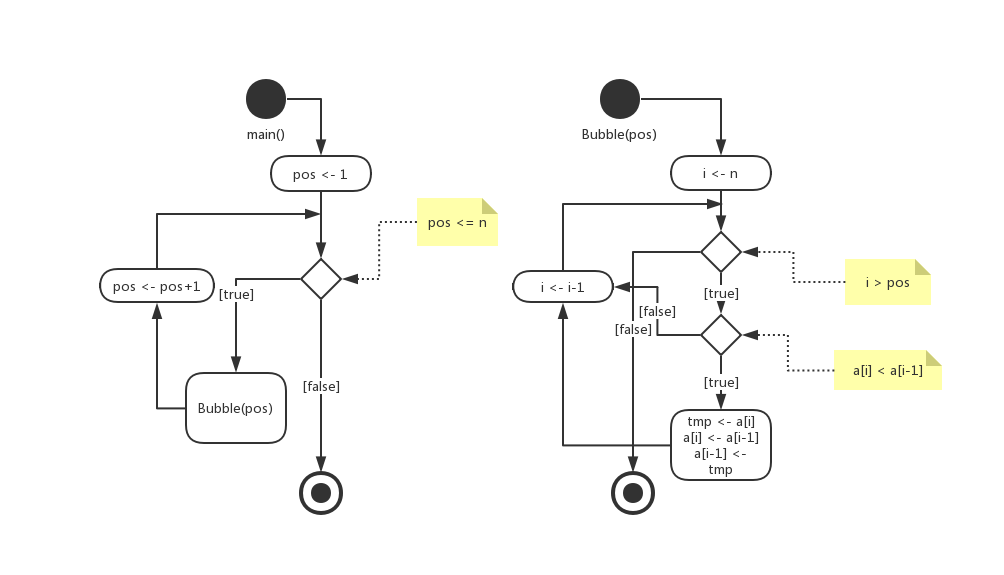 main()
pos <- 1
pos <= n
pos <- pos+1
[true]
Bubble(pos)
[false]
Bubble(pos)
i <- n
i > pos
i <- i-1
[true]
[false]
[false]
a[i] < a[i-1]
[true]
tmp <- a[i]
a[i] <- a[i-1]
a[i-1] <-
tmp